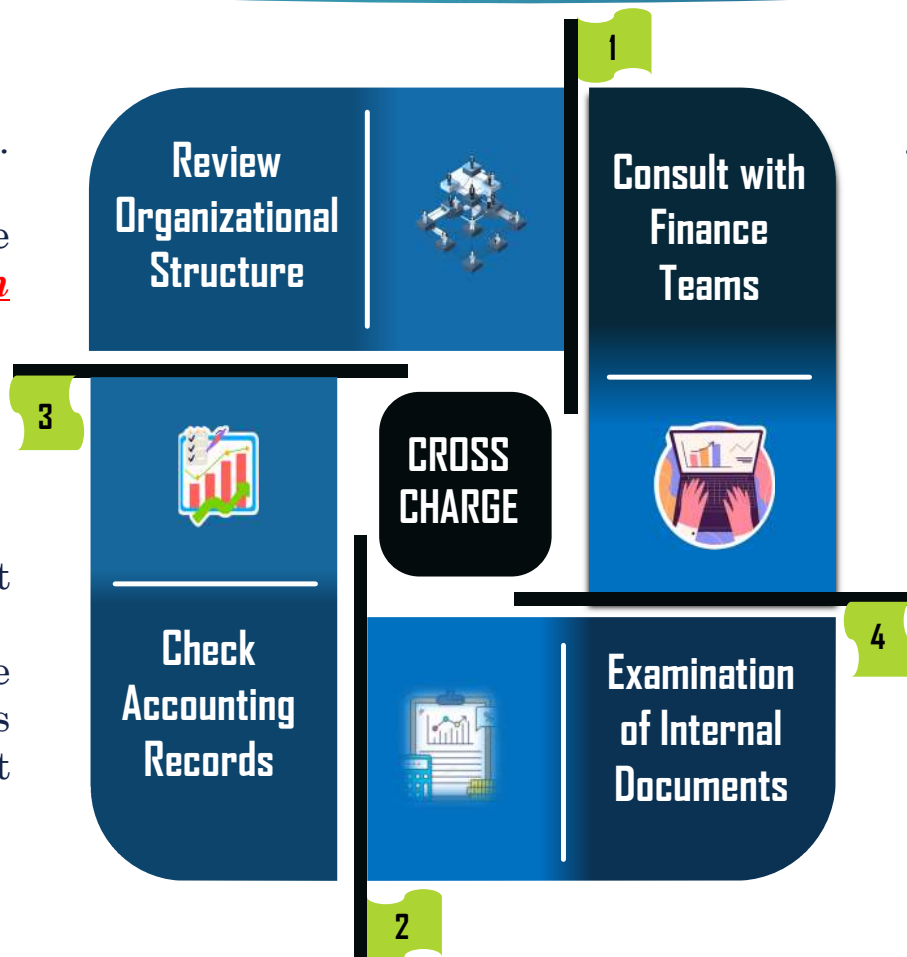 1
Review
Organizational
Structure
Consult with
Finance
Teams
3
CROSS
CHARGE
Check
Accounting
Records
4
Examination
of Internal
Documents
2